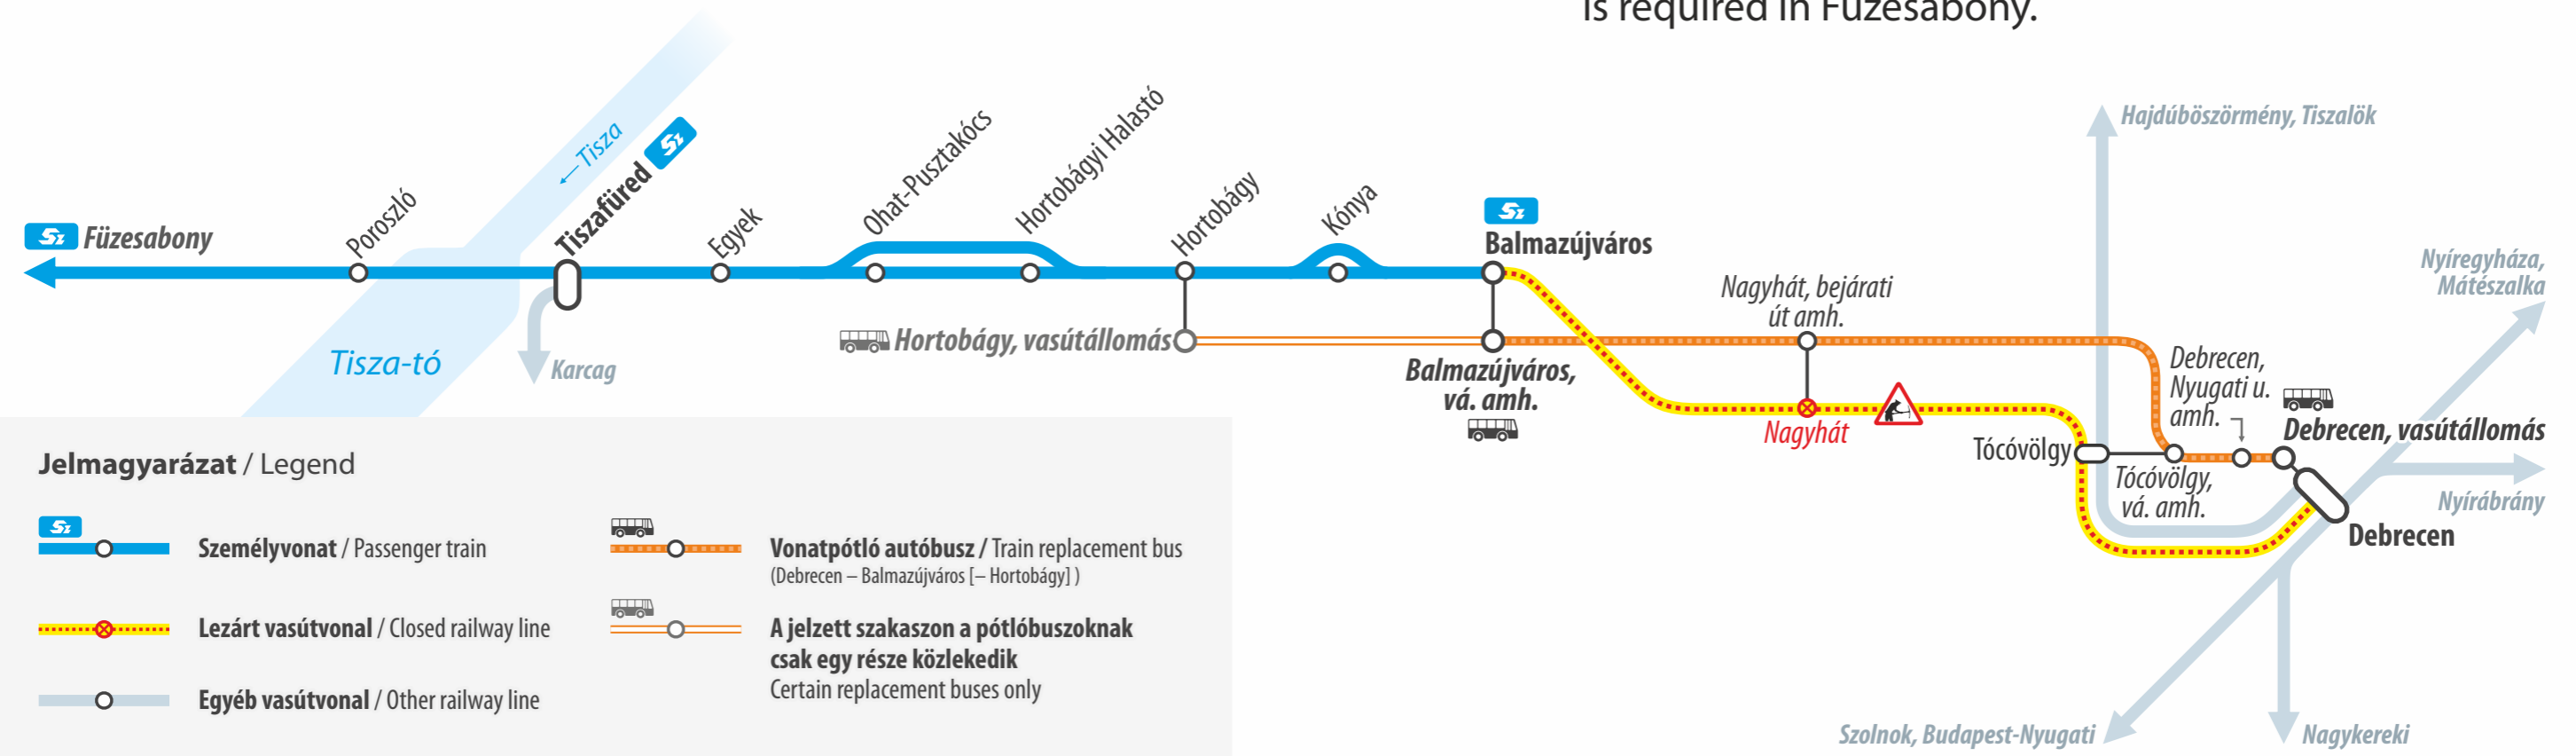 is required in Füzesabony.
Sz Füzesabony
Poroszló
←Tisza
Tisza-tó
Tiszafüred Sz
Karcag
Egyek
Ohat-Pusztakócs
Hortobágyi Halastó
Hortobágy
Kónya
Sz
Balmazújváros
Hortobágy, vasútállomás
Balmazújváros,
vá. amh.
Nagyhát, bejárati
út amh.
Nagyhát
Hajdúböszörmény, Tiszalök
Nyíregyháza,
Mátészalka
Debrecen,
Nyugati u.
amh.
Debrecen, vasútállomás
Tócóvölgy
Tócóvölgy,
vá. amh.
Nyírábrány
Debrecen
Szolnok, Budapest-Nyugati
Nagykereki
Jelmagyarázat / Legend
Sz
Személyvonat / Passenger train
Lezárt vasútvonal / Closed railway line
Egyéb vasútvonal / Other railway line
Vonatpótló autóbusz / Train replacement bus
(Debrecen – Balmazújváros [– Hortobágy] )
A jelzett szakaszon a pótlóbuszoknak
csak egy része közlekedik
Certain replacement buses only